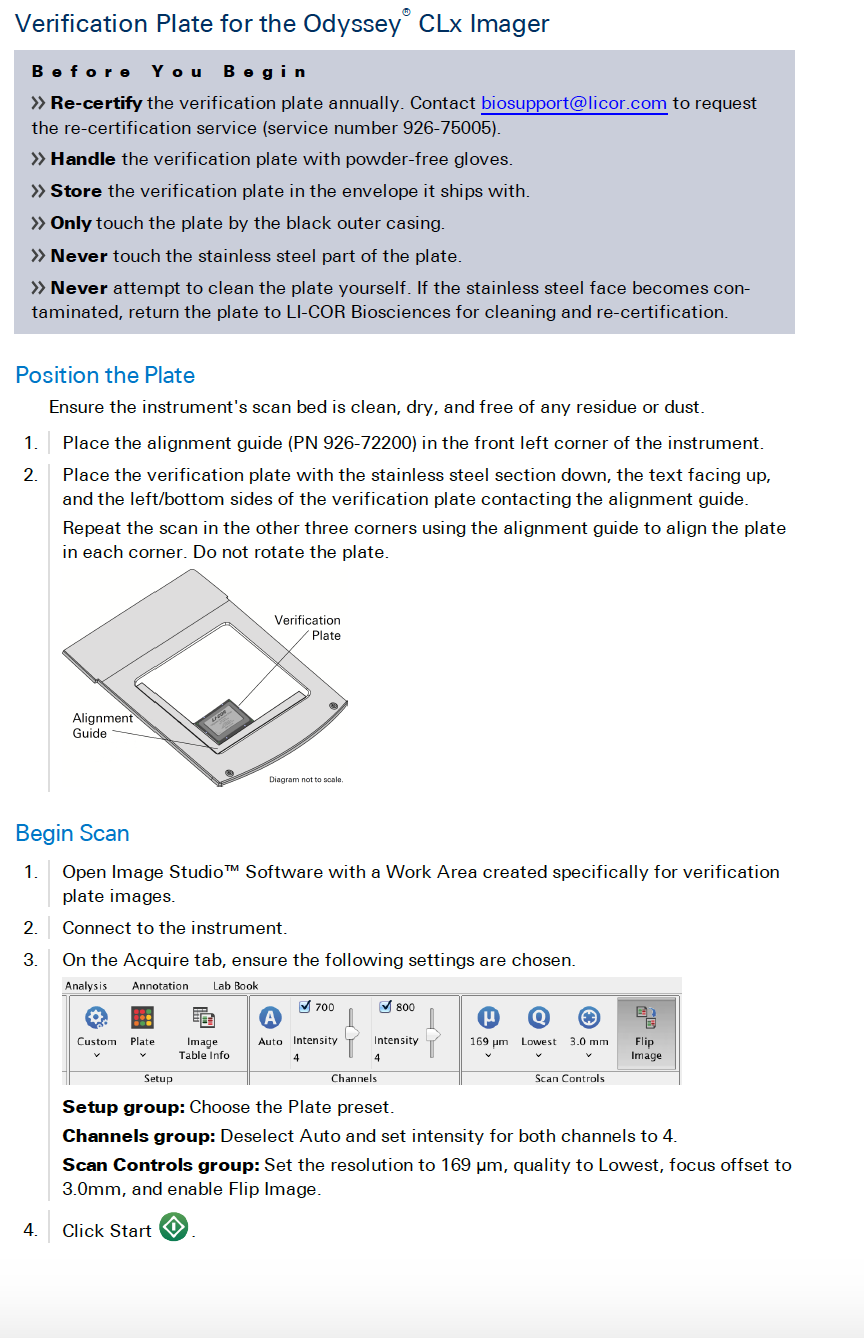 Verification Plate for the Odyssey® CLx Imager
Before You Begin
» Re-certify the verification plate annually. Contact biosupport@licor.com to request
the re-certification service (service number 926-75005).
» Handle the verification plate with powder-free gloves.
» Store the verification plate in the envelope it ships with.
» Only touch the plate by the black outer casing.
» Never touch the stainless steel part of the plate.
» Never attempt to clean the plate yourself. If the stainless steel face becomes con-
taminated, return the plate to LI-COR Biosciences for cleaning and re-certification.
Position the Plate
Ensure the instrument's scan bed is clean, dry, and free of any residue or dust.
1. Place the alignment guide (PN 926-72200) in the front left corner of the instrument.
2. Place the verification plate with the stainless steel section down, the text facing up,
and the left/bottom sides of the verification plate contacting the alignment guide.
Repeat the scan in the other three corners using the alignment guide to align the plate
in each corner. Do not rotate the plate.
Verification
Plate
Alignment
Guide
Diagram not to scale.
Begin Scan
1. Open Image Studio™ Software with a Work Area created specifically for verification
plate images.
2. Connect to the instrument.
3. On the Acquire tab, ensure the following settings are chosen.
Analysis Annotation Lab Book
700 800
A µ Q
Custom Plate Image Auto Intensity Intensity 169 µm Lowest 3.0 mm Flip
Table Info 4 4 Image
Setup Channels Scan Controls
Setup group: Choose the Plate preset.
Channels group: Deselect Auto and set intensity for both channels to 4.
Scan Controls group: Set the resolution to 169 µm, quality to Lowest, focus offset to
3.0mm, and enable Flip Image.
4. Click Start .